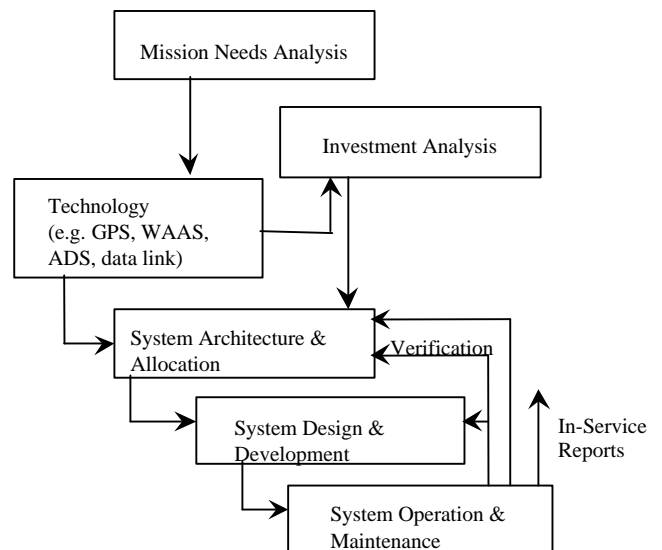 Mission Needs Analysis
Investment Analysis
Technology
(e.g. GPS, WAAS,
ADS, data link)
System Architecture &
Allocation
Verification
System Design &
Development
In-Service
Reports
System Operation &
Maintenance